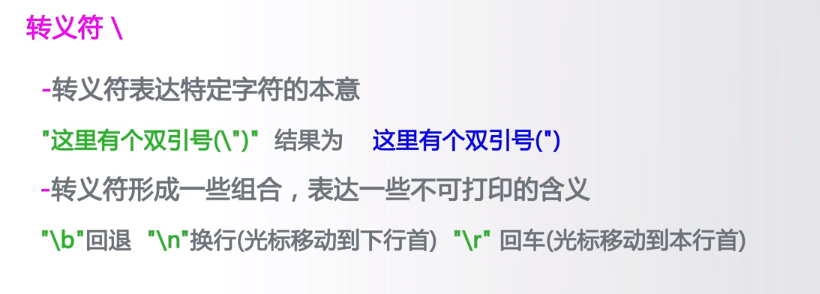 转义符 \
-转义符表达特定字符的本意
"这里有个双引号(\")" 结果为 这里有个双引号(")
-转义符形成一些组合，表达一些不可打印的含义
"\b"回退 "\n"换行(光标移动到下行首) "\r" 回车(光标移动到本行首)